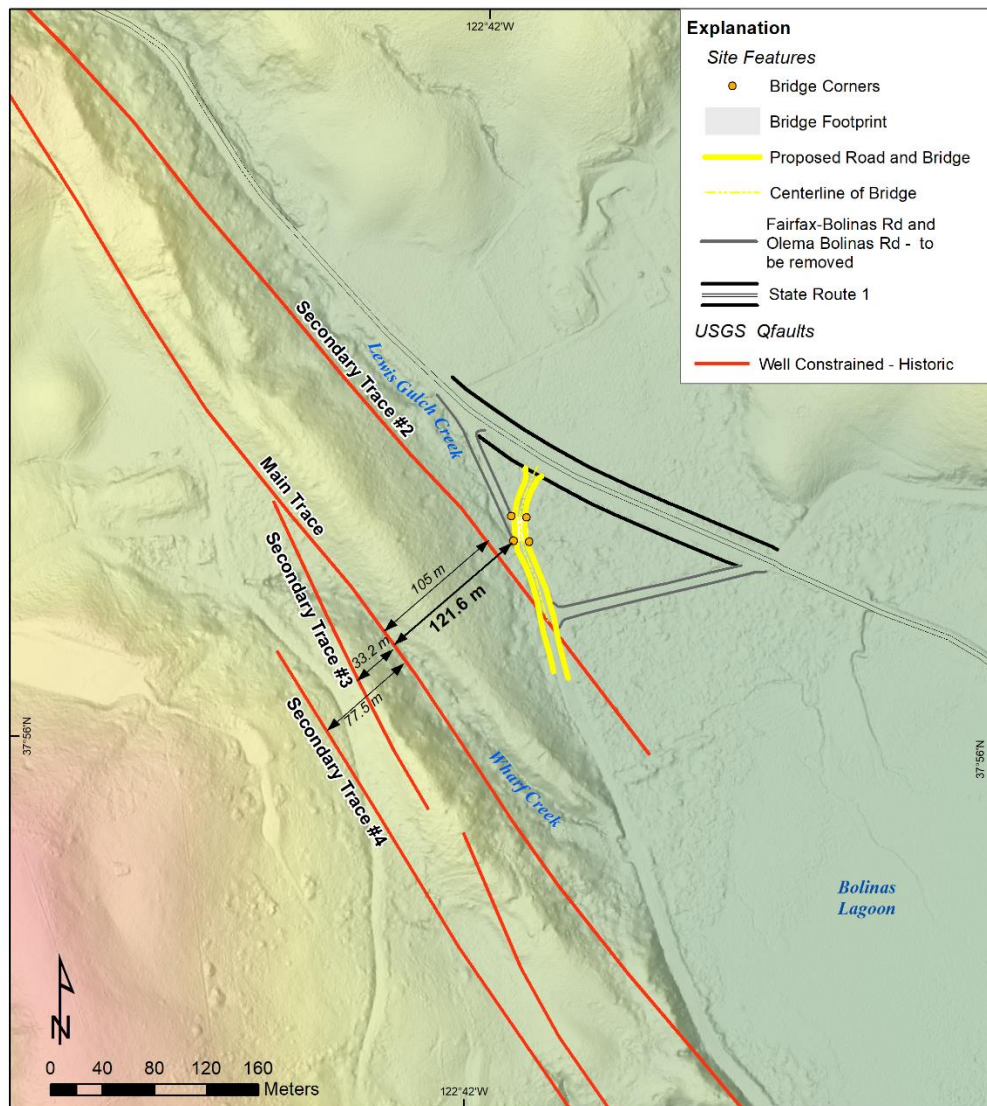 122°42'W
Explanation
Site Features
Bridge Corners
Bridge Footprint
Proposed Road and Bridge
Centerline of Bridge
Fairfax-Bolinas Rd and
Olema Bolinas Rd - to
be removed
State Route 1
USGS Qfaults
Well Constrained - Historic
Secondary Trace #2
Lewis Gulch Creek
Main Trace
Secondary Trace #3
105 m
121.6 m
33.2 m
77.5 m
Secondary Trace #4
37°56'N
37°56'N
Wharf Creek
Bolinas
Lagoon
N
0 40 80 120 160
Meters
122°42'W